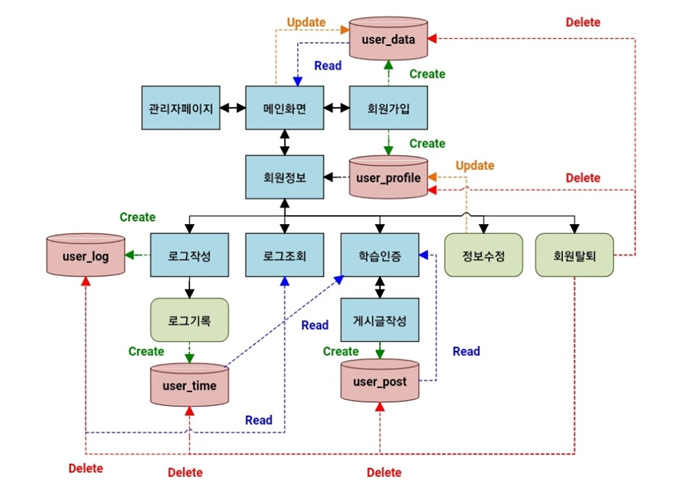 Update
Delete
user_data
Read
Create
관리자페이지
메인화면
회원가입
Create
Update
회원정보
user_profile
Delete
Create
user_log
로그작성
로그조회
학습인증
정보수정
회원탈퇴
로그기록
게시글작성
Read
Create
Create
Read
user_time
user_post
Read
Delete
Delete
Delete